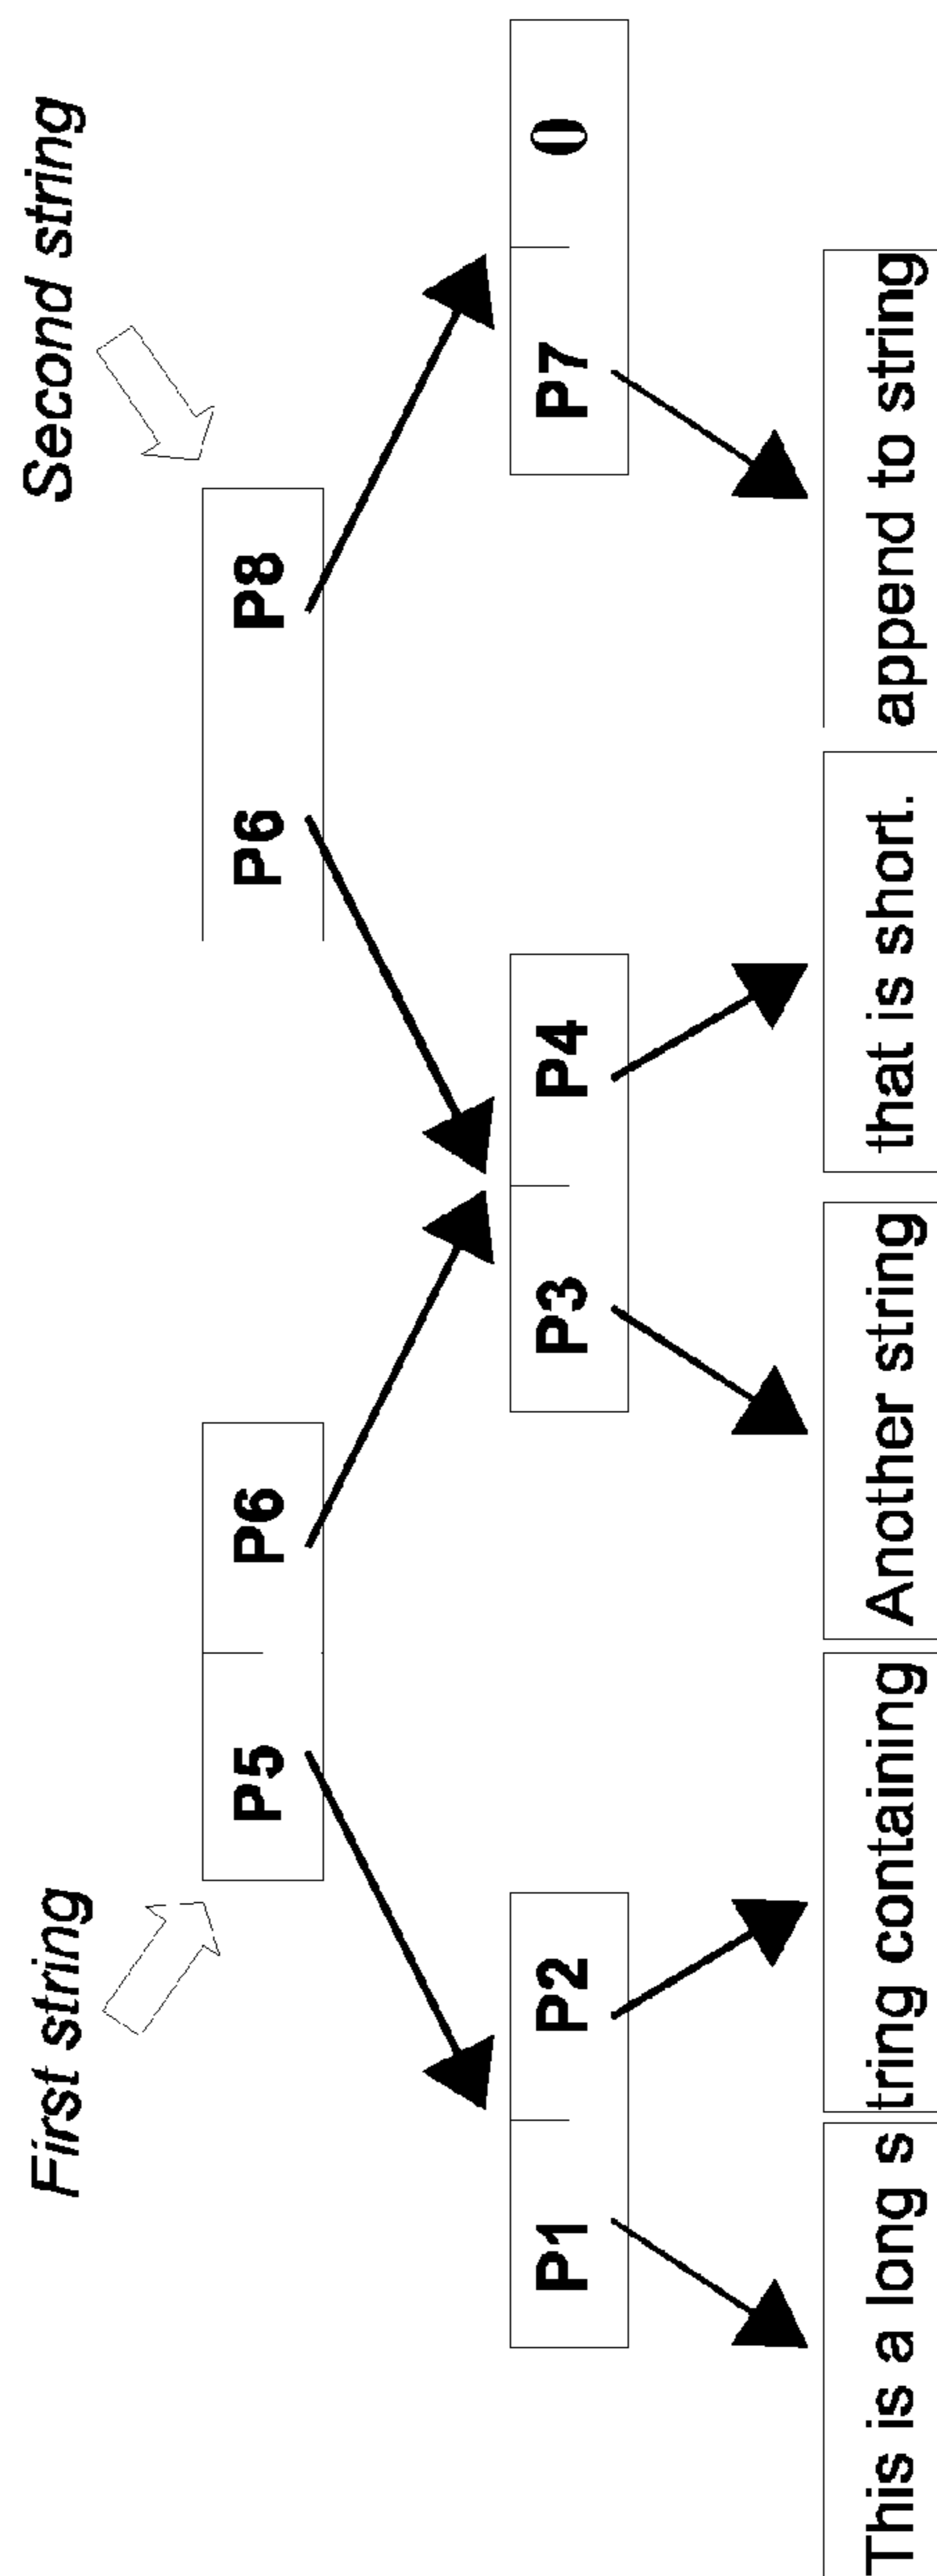 First string
Second string
P5 P6
P6 P8
P1 P2
P3 P4
P7 0
This is a long s
tring containing
Another string
that is short.
append to string